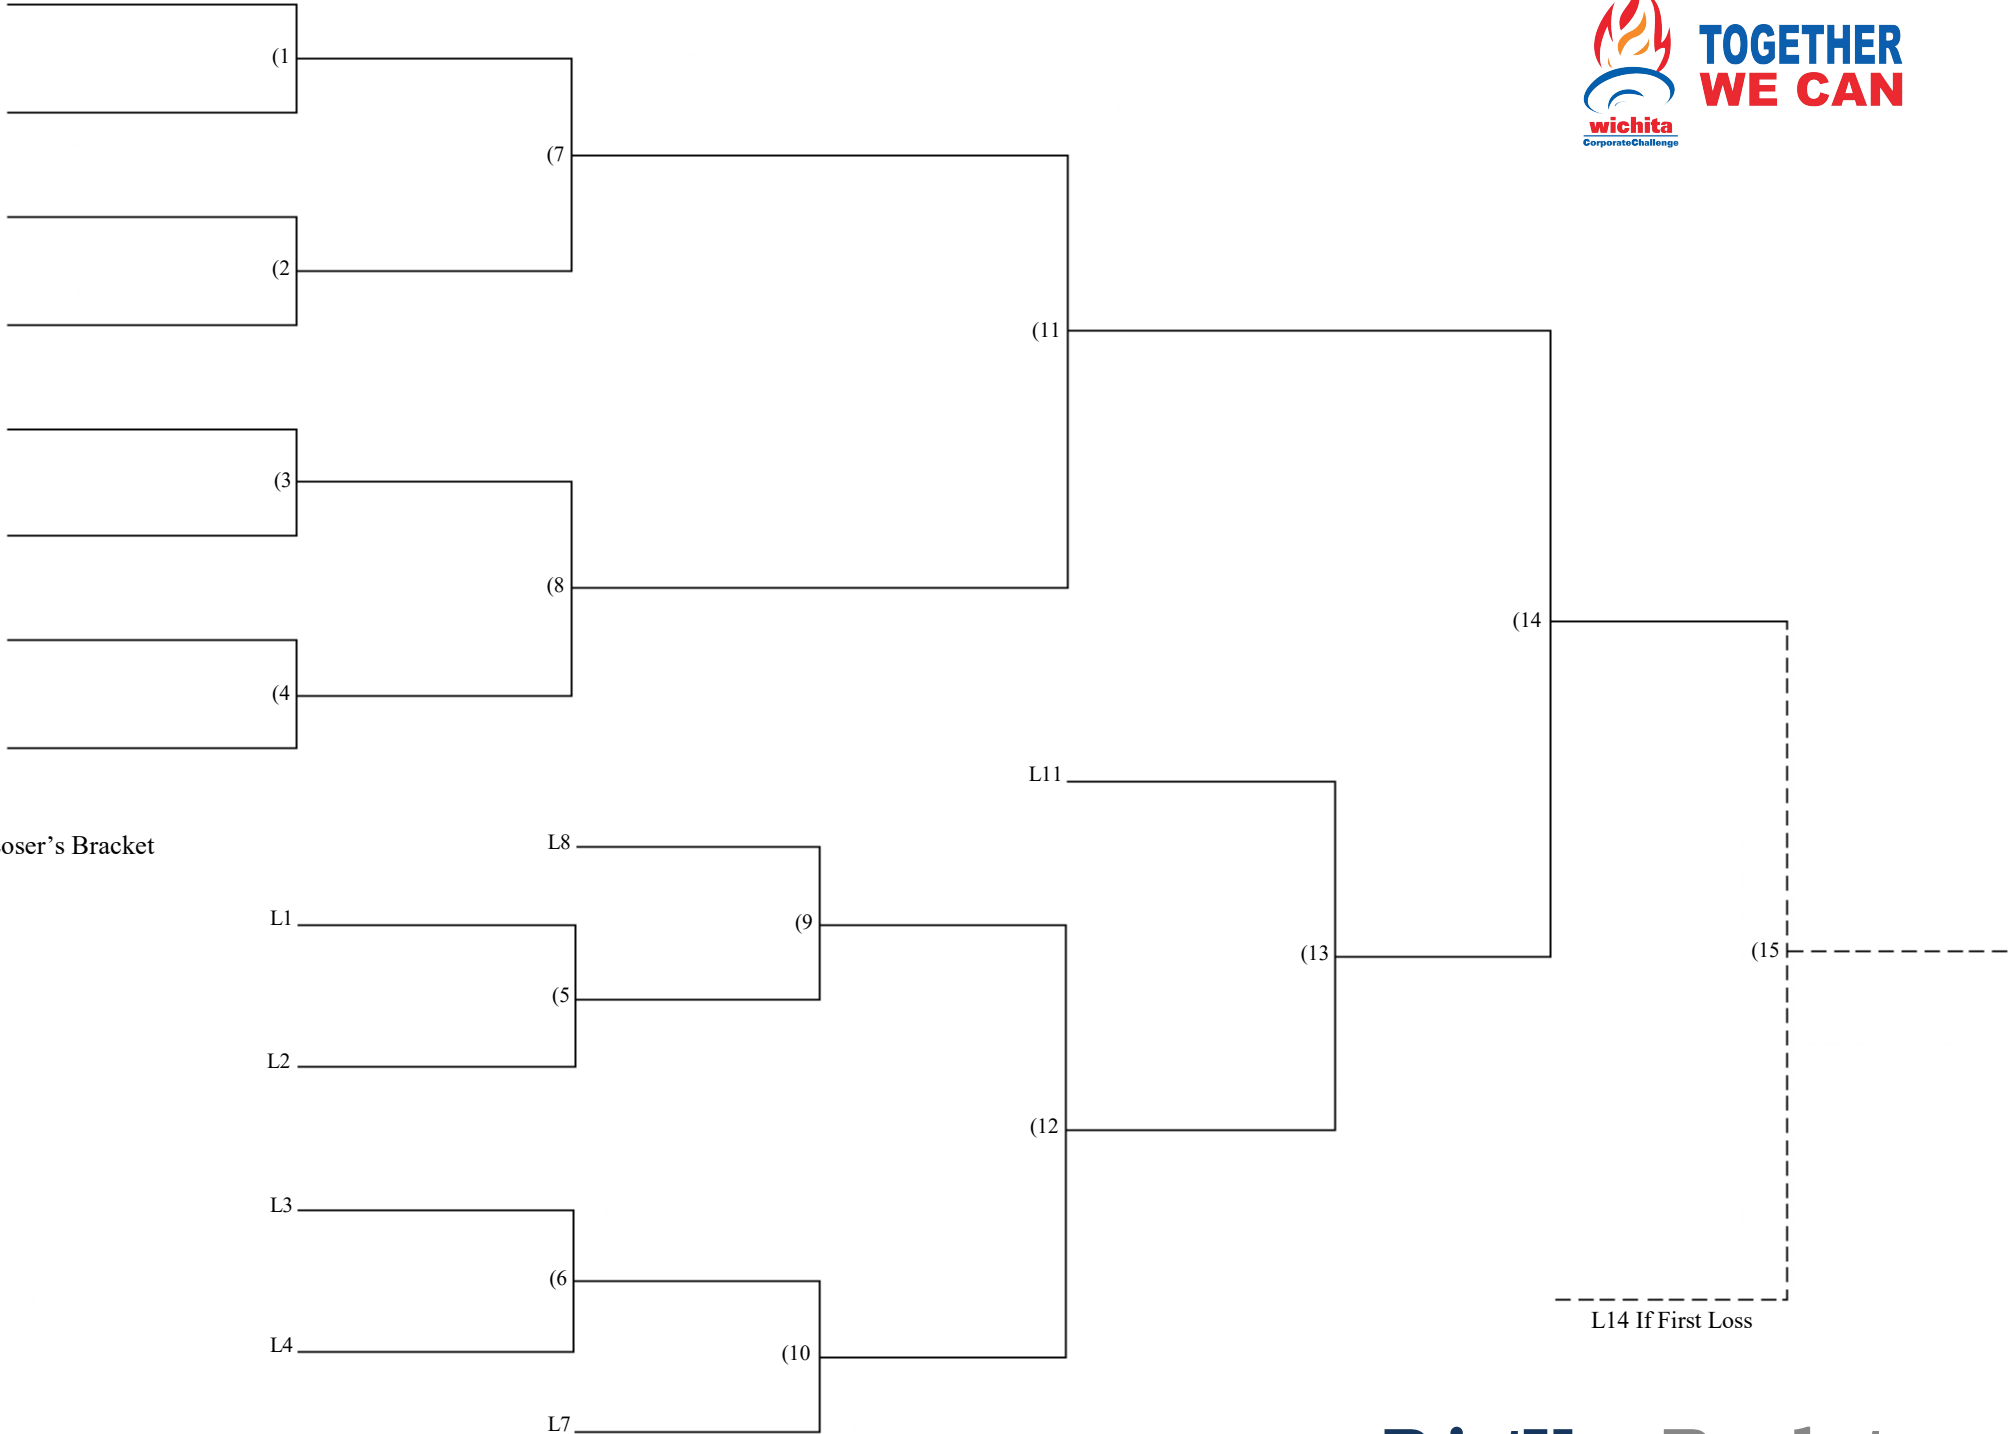 TOGETHER
WE CAN
wichita
CorporateChallenge
(1
(7
(2
(11
(3
(8
(14
(4
L11
oser’s Bracket
L8
L1
(9
(13
(15
(5
L2
(12
L3
(6
L14 If First Loss
L4
(10
L7